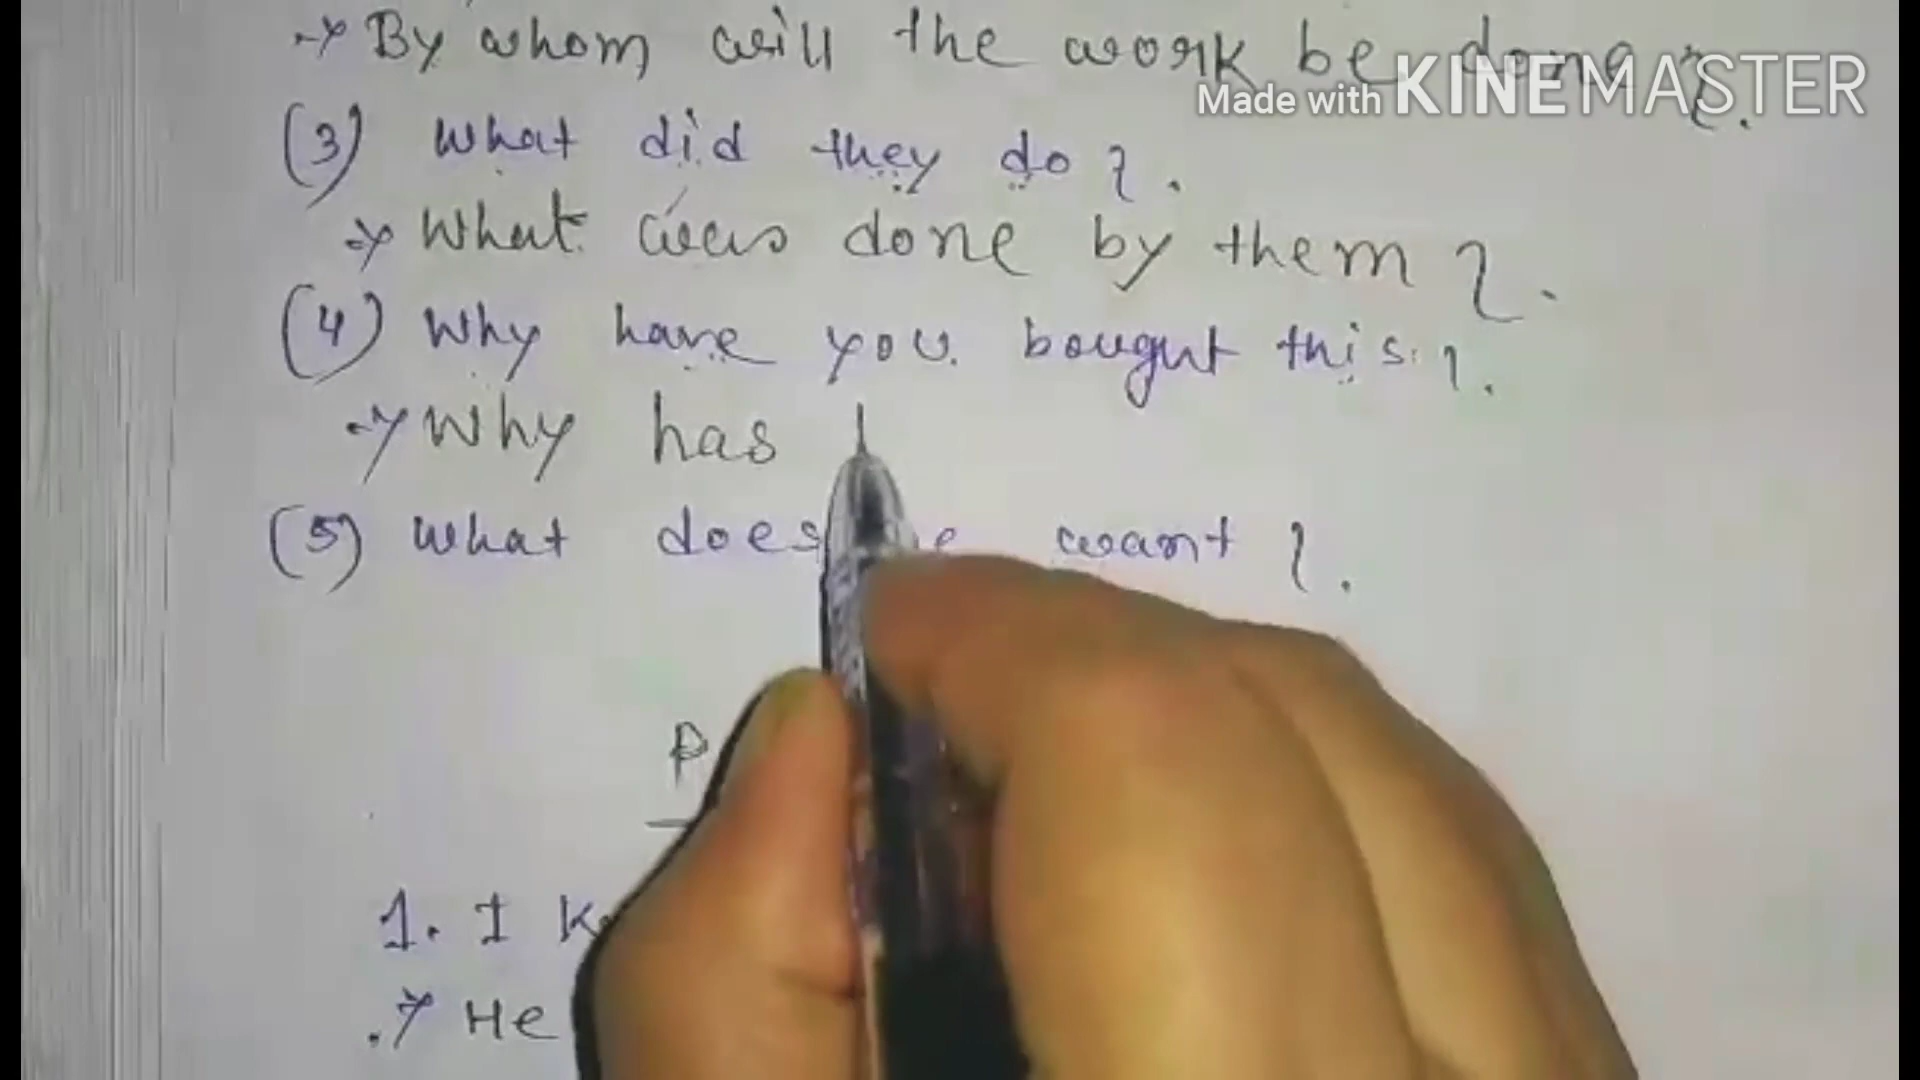 → By whom will the work be done ?
Made with KINEMASTER
(3) What did they do ?
→ What was done by them ?
(4) Why have you bought this ?
→ Why has
(5) What does want ?
P
1. I K
→ He